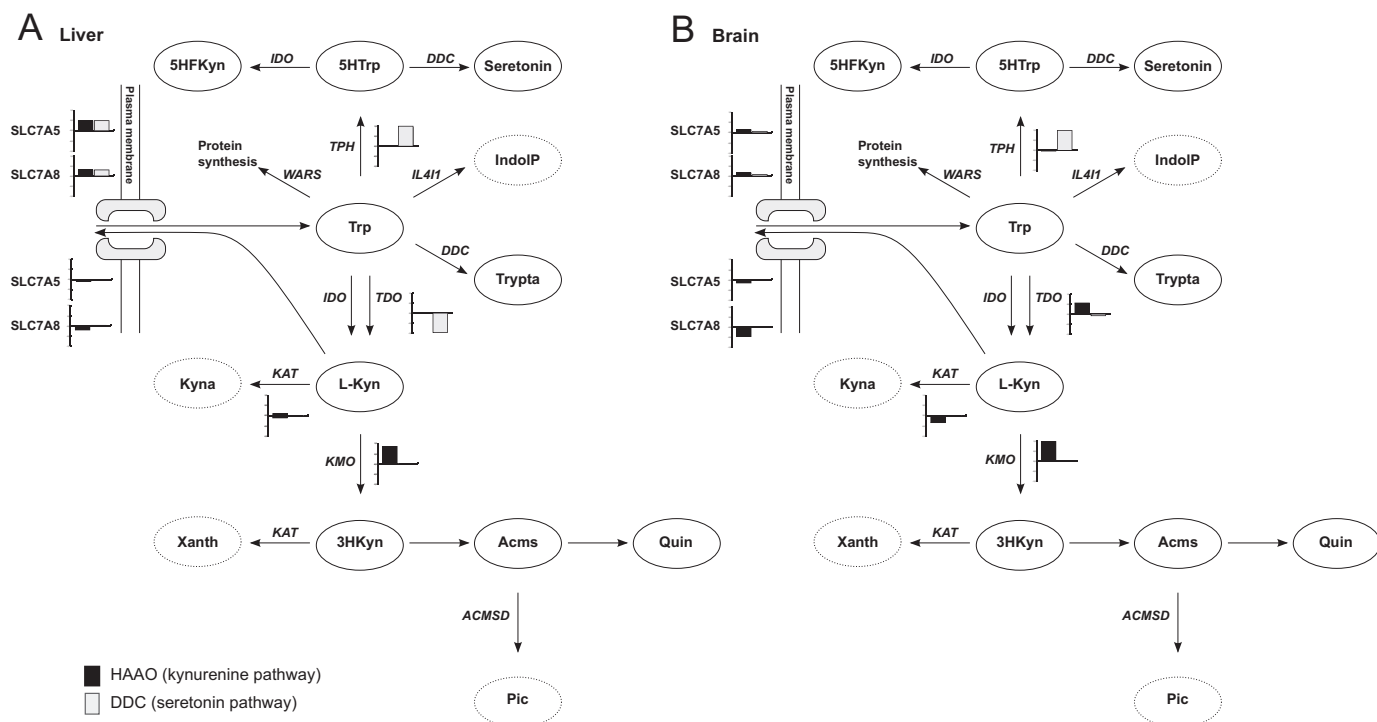 A Liver
5HFKyn
IDO
5HTrp
DDC
Seretonin
Plasma membrane
SLC7A5
SLC7A8
Protein
synthesis
WARS
TPH
IL4I1
IndolP
Trp
DDC
Trypta
SLC7A5
SLC7A8
IDO
TDO
Kyna
KAT
L-Kyn
KMO
Xanth
KAT
3HKyn
Acms
Quin
ACMSD
Pic
HAAO (kynurenine pathway)
DDC (seretonin pathway)
B Brain
5HFKyn
IDO
5HTrp
DDC
Seretonin
Plasma membrane
SLC7A5
SLC7A8
Protein
synthesis
WARS
TPH
IL4I1
IndolP
Trp
DDC
Trypta
SLC7A5
SLC7A8
IDO
TDO
Kyna
KAT
L-Kyn
KMO
Xanth
KAT
3HKyn
Acms
Quin
ACMSD
Pic